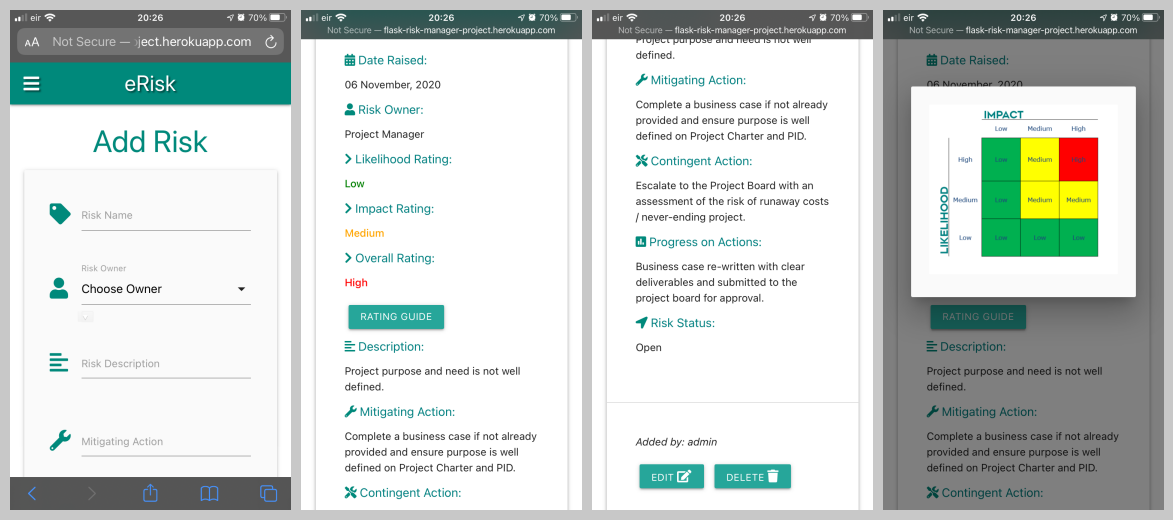 eir 20:26 70%
AA Not Secure — ject.herokuapp.com
eRisk
Add Risk
Risk Name
Risk Owner
Choose Owner
Risk Description
Mitigating Action
eir 20:26 70%
Not Secure — flask-risk-manager-project.herokuapp.com
Date Raised:
06 November, 2020
Risk Owner:
Project Manager
Likelihood Rating:
Low
Impact Rating:
Medium
Overall Rating:
High
RATING GUIDE
Description:
Project purpose and need is not well
defined.
Mitigating Action:
Complete a business case if not already
provided and ensure purpose is well
defined on Project Charter and PID.
Contingent Action:
eir 20:26 70%
Not Secure — flask-risk-manager-project.herokuapp.com
Project purpose and need is not well
defined.
Mitigating Action:
Complete a business case if not already
provided and ensure purpose is well
defined on Project Charter and PID.
Contingent Action:
Escalate to the Project Board with an
assessment of the risk of runaway costs
/ never-ending project.
Progress on Actions:
Business case re-written with clear
deliverables and submitted to the
project board for approval.
Risk Status:
Open
Added by: admin
EDIT DELETE
eir 20:26 70%
Not Secure — flask-risk-manager-project.herokuapp.com
Date Raised:
06 November, 2020
IMPACT
Low Medium High
LIKELIHOOD
High Low Medium High
Medium Low Medium Medium
Low Low Low Low
RATING GUIDE
Description:
Project purpose and need is not well
defined.
Mitigating Action:
Complete a business case if not already
provided and ensure purpose is well
defined on Project Charter and PID.
Contingent Action: